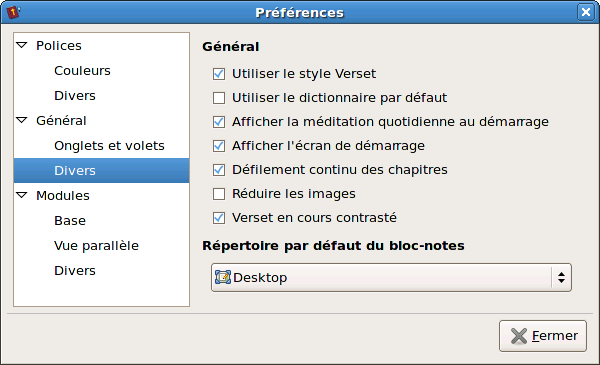 Préférences
Polices
Couleurs
Divers
Général
Onglets et volets
Divers
Modules
Base
Vue parallèle
Divers
Général
Utiliser le style Verset
Utiliser le dictionnaire par défaut
Afficher la méditation quotidienne au démarrage
Afficher l'écran de démarrage
Défilement continu des chapitres
Réduire les images
Verset en cours contrasté
Répertoire par défaut du bloc-notes
Desktop
Fermer